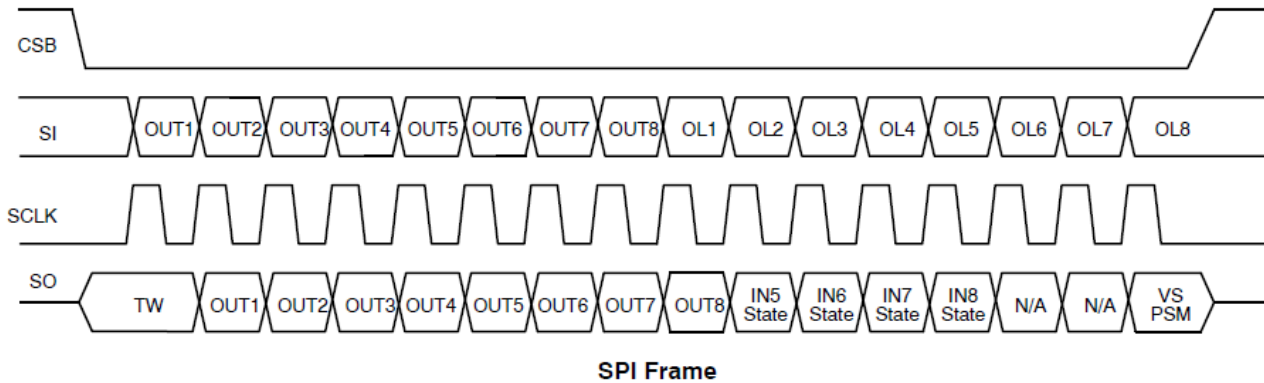 CSB
SI OUT1 OUT2 OUT3 OUT4 OUT5 OUT6 OUT7 OUT8 OL1 OL2 OL3 OL4 OL5 OL6 OL7 OL8
SCLK
SO TW OUT1 OUT2 OUT3 OUT4 OUT5 OUT6 OUT7 OUT8 IN5 State IN6 State IN7 State IN8 State N/A N/A VS PSM
SPI Frame